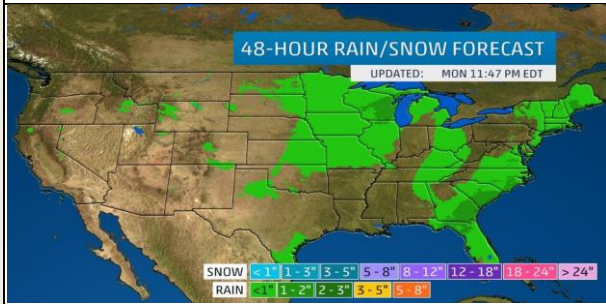 48-HOUR RAIN/SNOW FORECAST
UPDATED: MON 11:47 PM EDT
SNOW < 1" 1 - 3" 3 - 5" 5 - 8" 8 - 12" 12 - 18" 18 - 24" > 24"
RAIN <1" 1 - 2" 2 - 3" 3 - 5" 5 - 8"